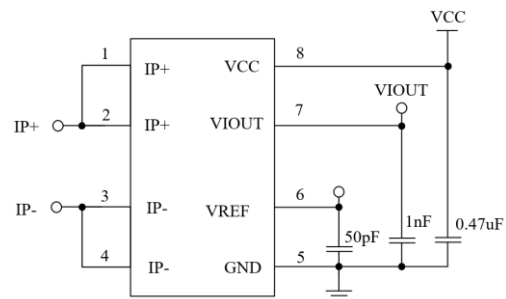 VCC
1 8
IP+ VCC
VIOUT
2 7
IP+ IP+ VIOUT
3 6
IP- IP- VREF
1nF 0.47uF
50pF
4 5
IP- GND